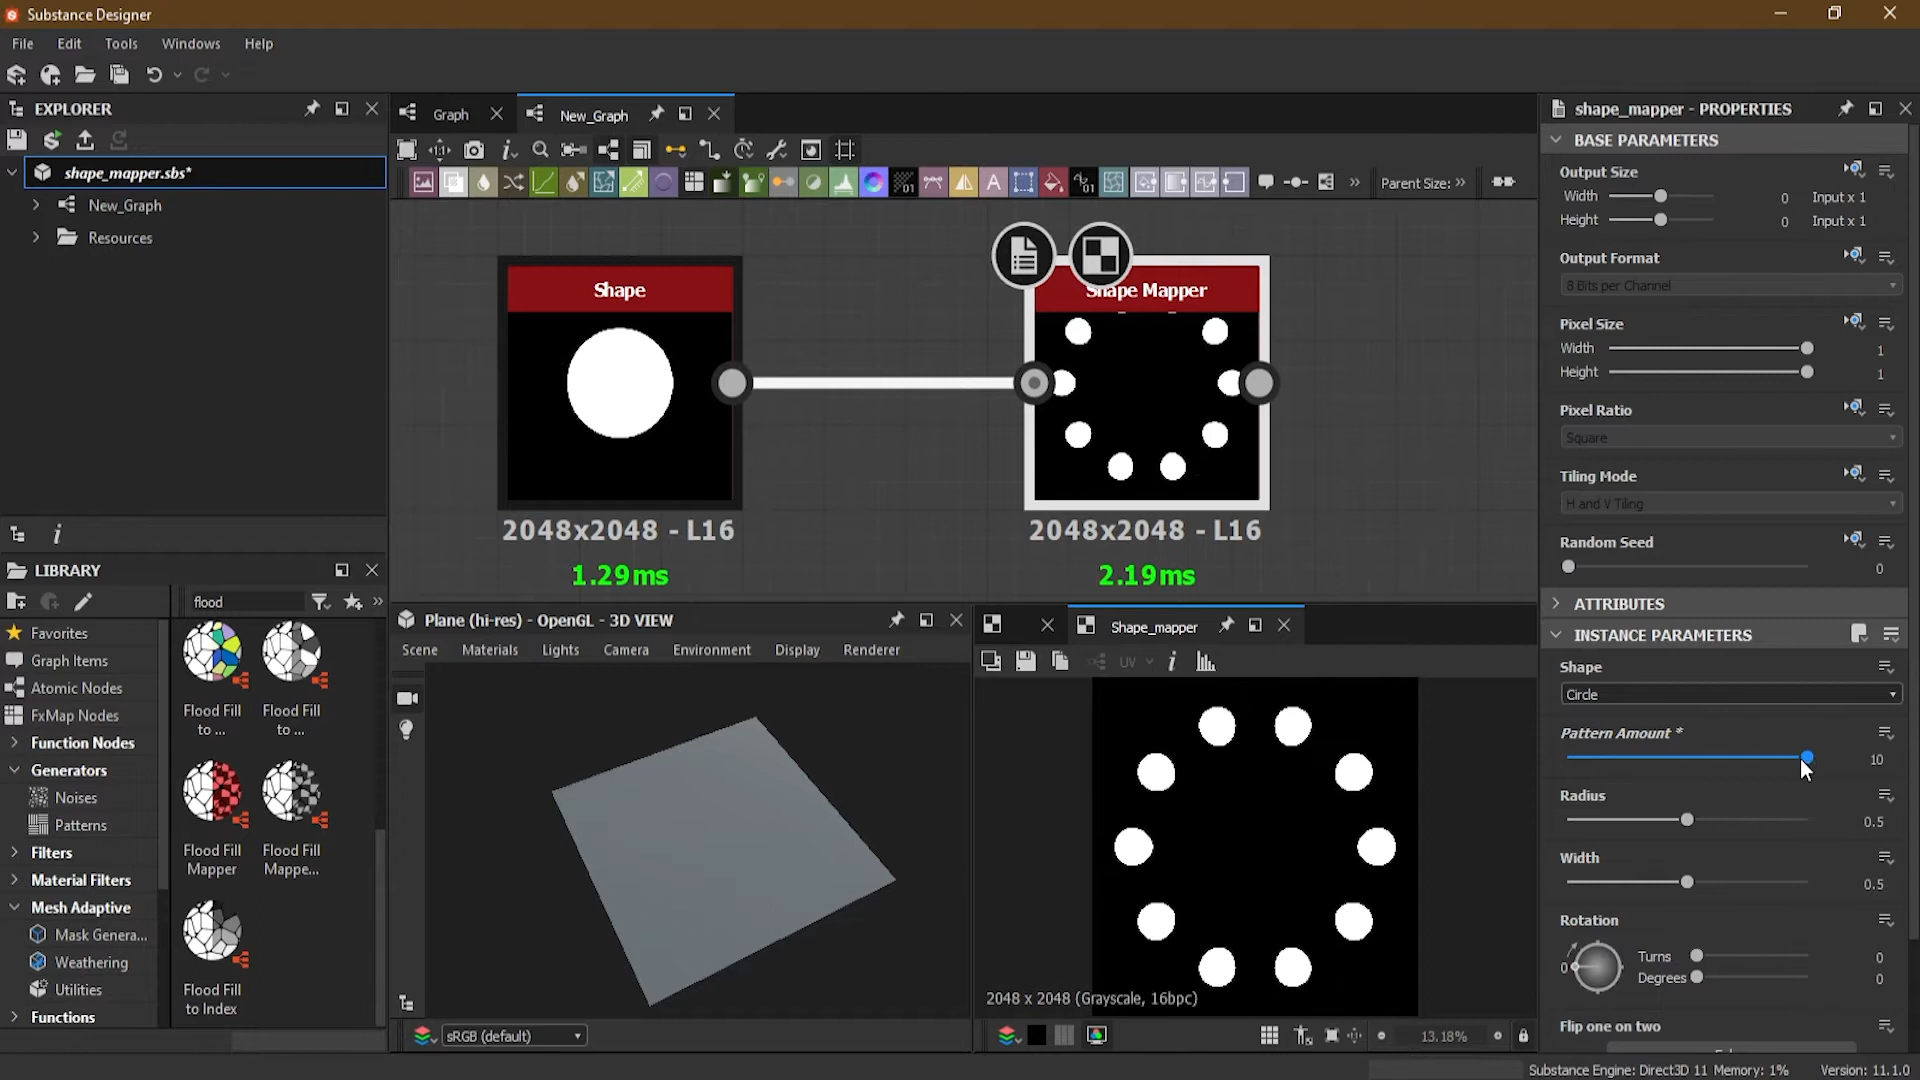 Substance Designer
File Edit Tools Windows Help
EXPLORER
shape_mapper.sbs*
New_Graph
Resources
LIBRARY
flood
Favorites
Graph Items
Atomic Nodes
FxMap Nodes
Function Nodes
Generators
Noises
Patterns
Filters
Material Filters
Mesh Adaptive
Mask Genera...
Weathering
Utilities
Functions
Flood Fill
to ...
Flood Fill
to ...
Flood Fill
Mapper
Flood Fill
Mappe...
Flood Fill
to Index
Graph
New_Graph
Parent Size:
Shape
2048x2048 - L16
1.29ms
Shape Mapper
2048x2048 - L16
2.19ms
Plane (hi-res) - OpenGL - 3D VIEW
Scene Materials Lights Camera Environment Display Renderer
sRGB (default)
Shape_mapper
UV
2048 x 2048 (Grayscale, 16bpc)
13.18%
shape_mapper - PROPERTIES
BASE PARAMETERS
Output Size
Width 0 Input x 1
Height 0 Input x 1
Output Format
8 Bits per Channel
Pixel Size
Width 1
Height 1
Pixel Ratio
Square
Tiling Mode
H and V Tiling
Random Seed
0
ATTRIBUTES
INSTANCE PARAMETERS
Shape
Circle
Pattern Amount *
10
Radius
0.5
Width
0.5
Rotation
0
Turns 0
Degrees 0
Flip one on two
Substance Engine: Direct3D 11 Memory: 1% Version: 11.1.0